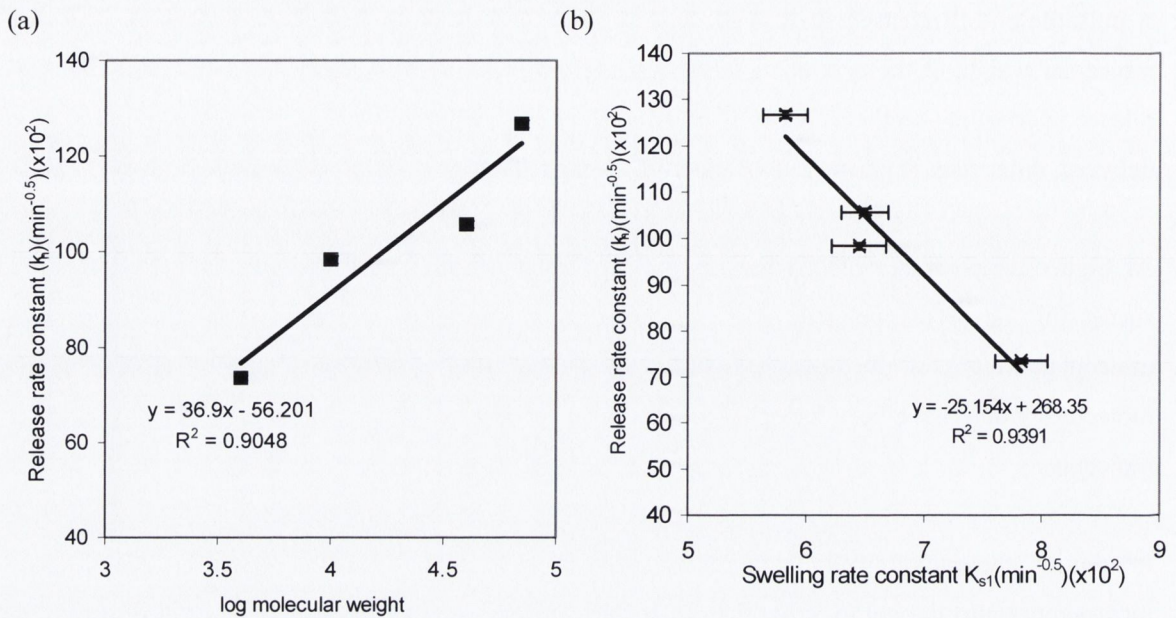 (a)
140
120
100
80
60
40
3
3.5
4
4.5
5
Release rate constant (kᵢ)(min⁻⁰·⁵)(x10²)
log molecular weight
y = 36.9x - 56.201
R² = 0.9048
(b)
140
130
120
110
100
90
80
70
60
50
40
5
6
7
8
9
Release rate constant (kᵢ)(min⁻⁰·⁵)(x10²)
Swelling rate constant Kₛ₁(min⁻⁰·⁵)(x10²)
y = -25.154x + 268.35
R² = 0.9391